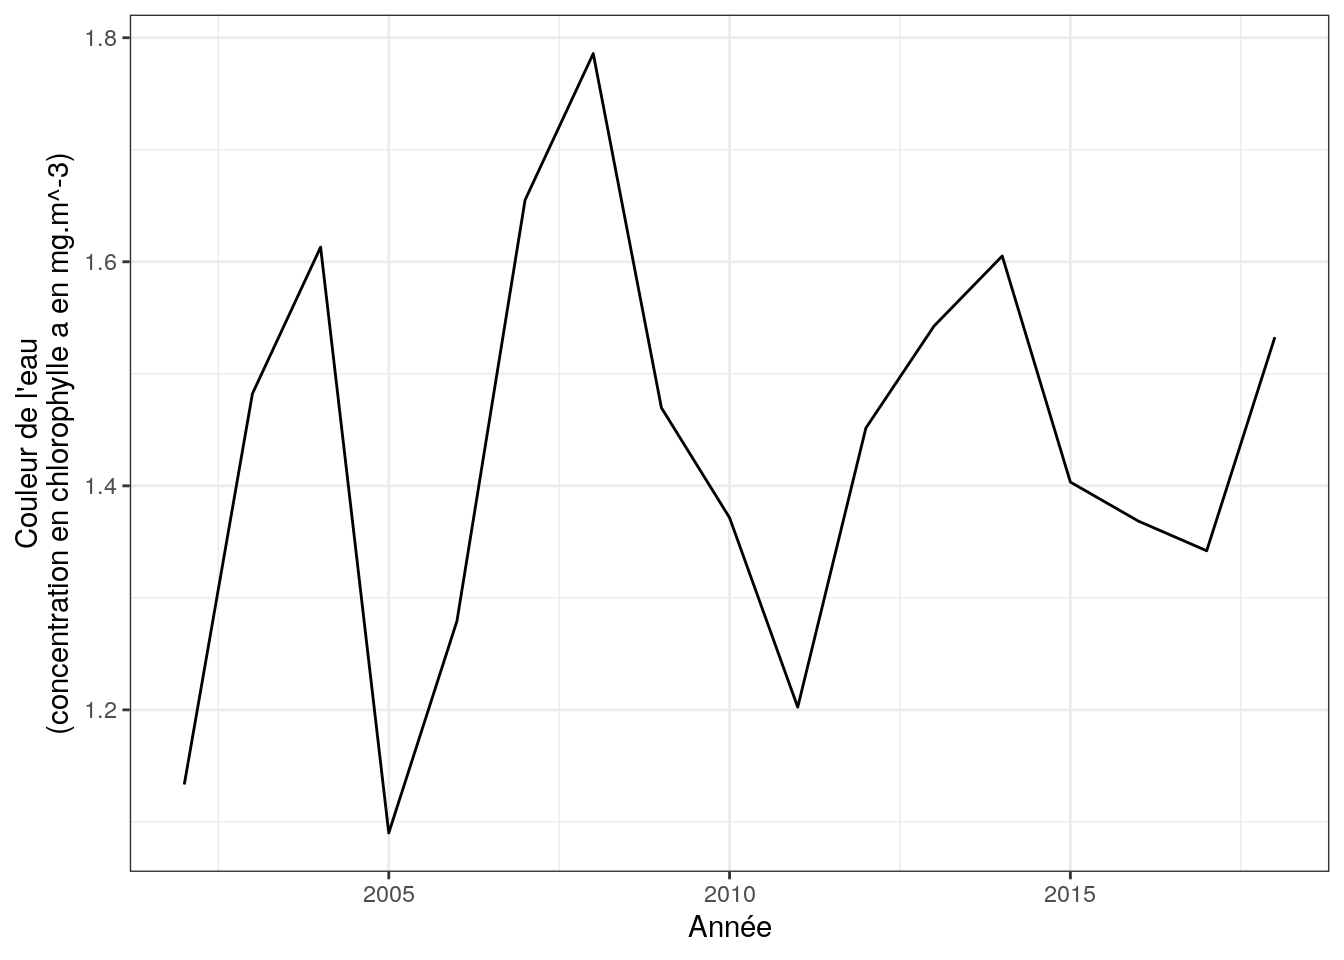 Couleur de l'eau
(concentration en chlorophylle a en mg.m^-3)
1.8
1.6
1.4
1.2
2005
2010
2015
Année